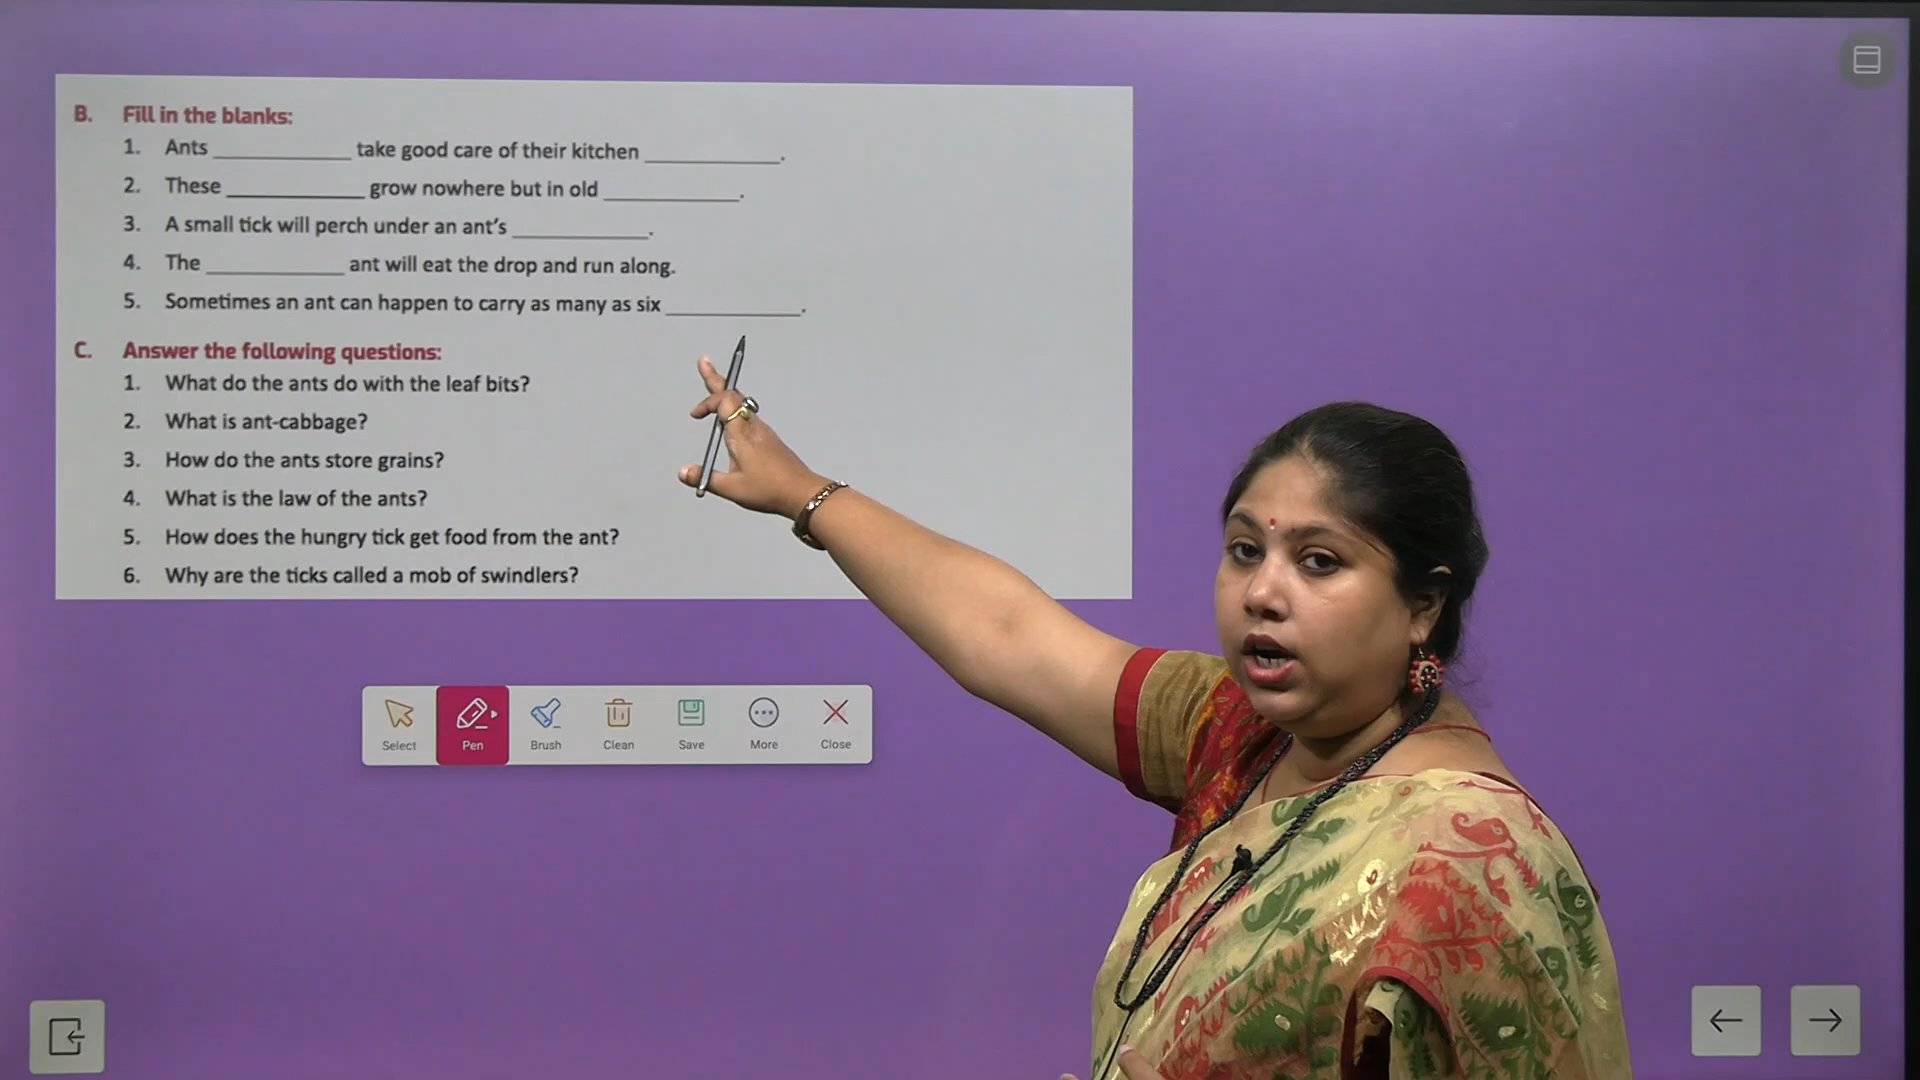 B. Fill in the blanks:
1. Ants ____________ take good care of their kitchen ____________.
2. These ____________ grow nowhere but in old ____________.
3. A small tick will perch under an ant's ____________.
4. The ____________ ant will eat the drop and run along.
5. Sometimes an ant can happen to carry as many as six ____________.
C. Answer the following questions:
1. What do the ants do with the leaf bits?
2. What is ant-cabbage?
3. How do the ants store grains?
4. What is the law of the ants?
5. How does the hungry tick get food from the ant?
6. Why are the ticks called a mob of swindlers?
Select Pen Brush Clean Save More Close